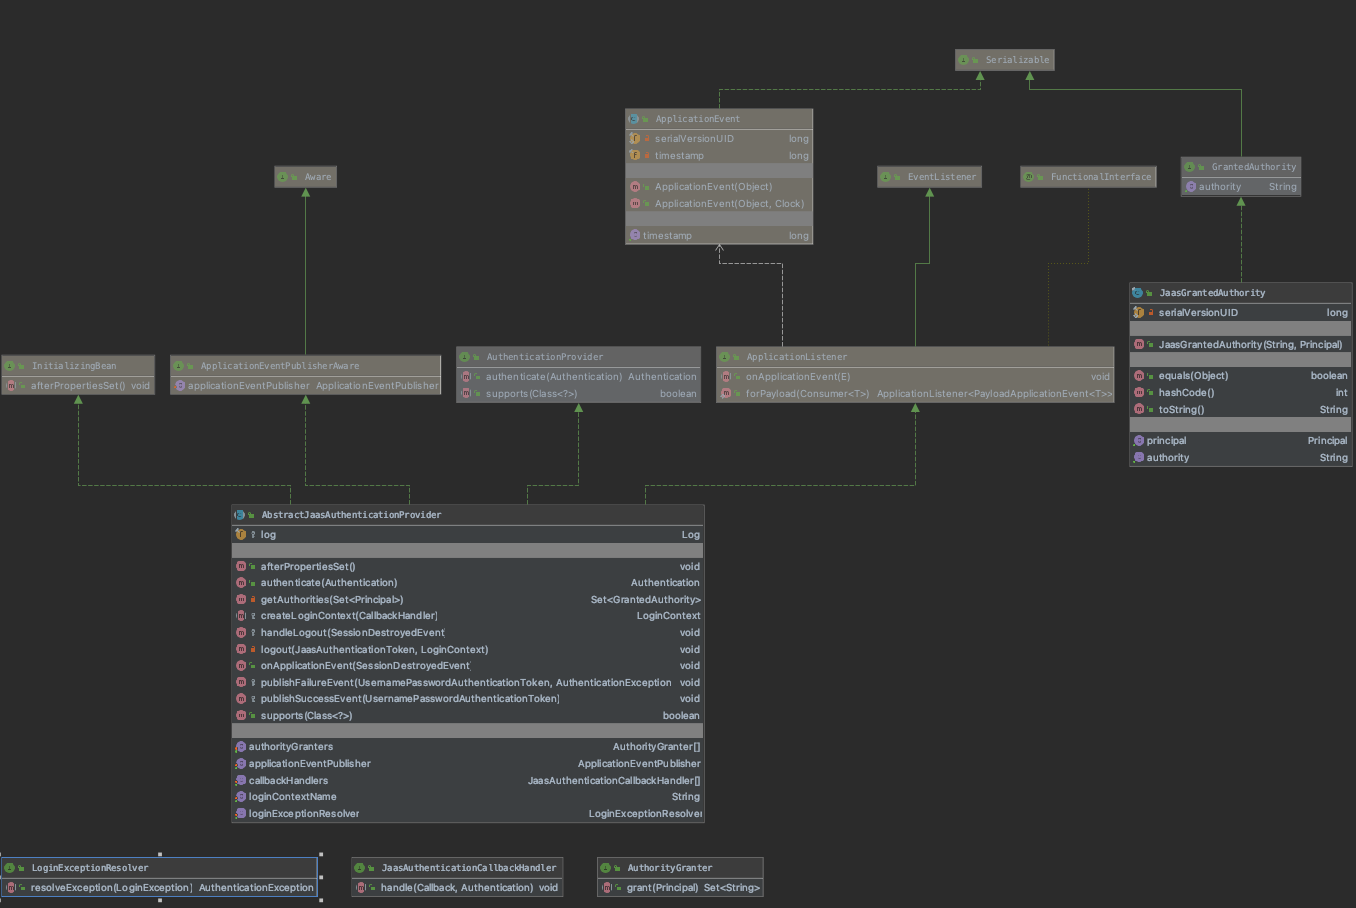 Serializable
ApplicationEvent
serialVersionUID long
timestamp long
ApplicationEvent(Object)
ApplicationEvent(Object, Clock)
timestamp long
Aware
EventListener
FunctionalInterface
GrantedAuthority
authority String
JaasGrantedAuthority
serialVersionUID long
JaasGrantedAuthority(String, Principal)
equals(Object) boolean
hashCode() int
toString() String
principal Principal
authority String
InitializingBean
afterPropertiesSet() void
ApplicationEventPublisherAware
applicationEventPublisher ApplicationEventPublisher
AuthenticationProvider
authenticate(Authentication) Authentication
supports(Class<?>) boolean
ApplicationListener
onApplicationEvent(E) void
forPayload(Consumer<T>) ApplicationListener<PayloadApplicationEvent<T>>
AbstractJaasAuthenticationProvider
log Log
afterPropertiesSet() void
authenticate(Authentication) Authentication
getAuthorities(Set<Principal>) Set<GrantedAuthority>
createLoginContext(CallbackHandler) LoginContext
handleLogout(SessionDestroyedEvent) void
logout(JaasAuthenticationToken, LoginContext) void
onApplicationEvent(SessionDestroyedEvent) void
publishFailureEvent(UsernamePasswordAuthenticationToken, AuthenticationException void
publishSuccessEvent(UsernamePasswordAuthenticationToken) void
supports(Class<?>) boolean
authorityGranters AuthorityGranter[]
applicationEventPublisher ApplicationEventPublisher
callbackHandlers JaasAuthenticationCallbackHandler[]
loginContextName String
loginExceptionResolver LoginExceptionResolver
LoginExceptionResolver
resolveException(LoginException) AuthenticationException
JaasAuthenticationCallbackHandler
handle(Callback, Authentication) void
AuthorityGranter
grant(Principal) Set<String>